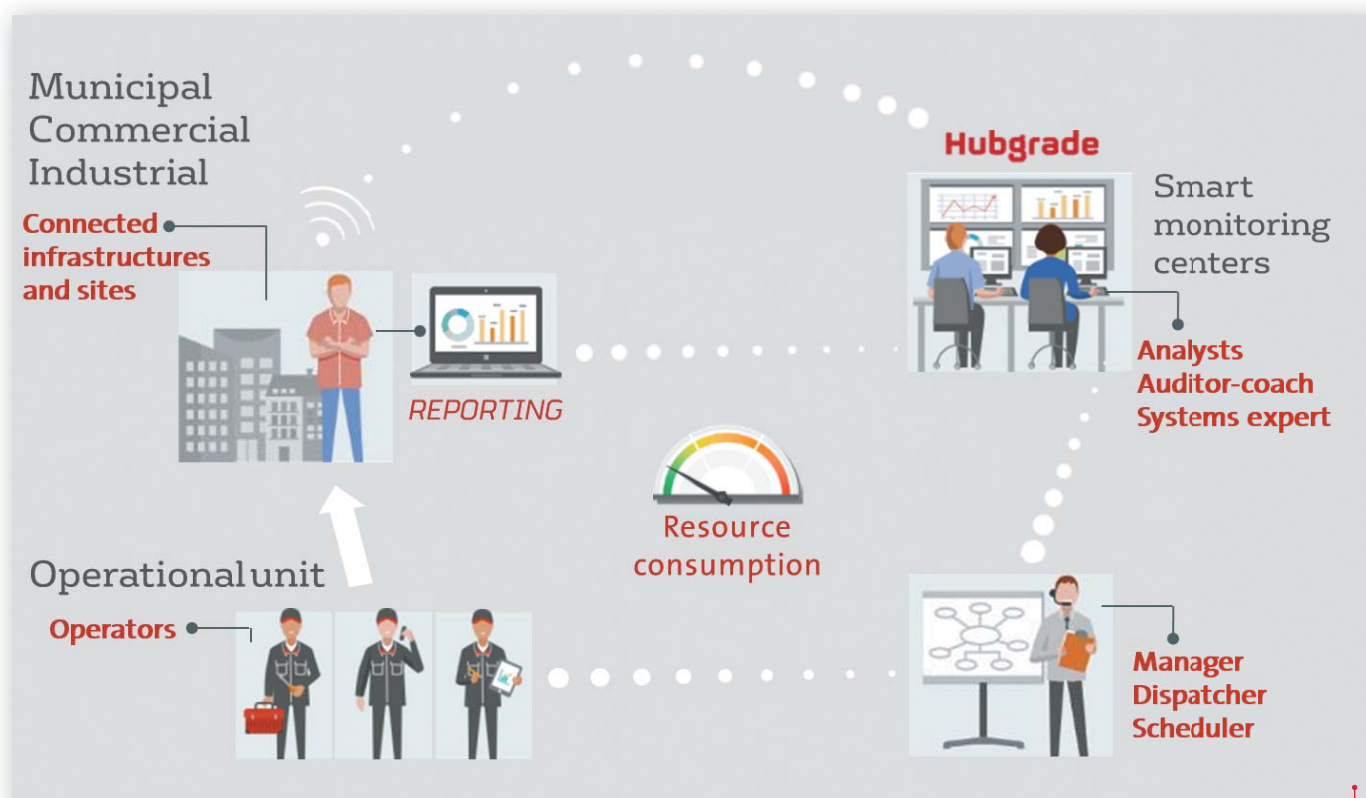 Municipal
Commercial
Industrial
Connected
infrastructures
and sites
REPORTING
Hubgrade
Smart
monitoring
centers
Analysts
Auditor-coach
Systems expert
Resource
consumption
Operational unit
Operators
Manager
Dispatcher
Scheduler